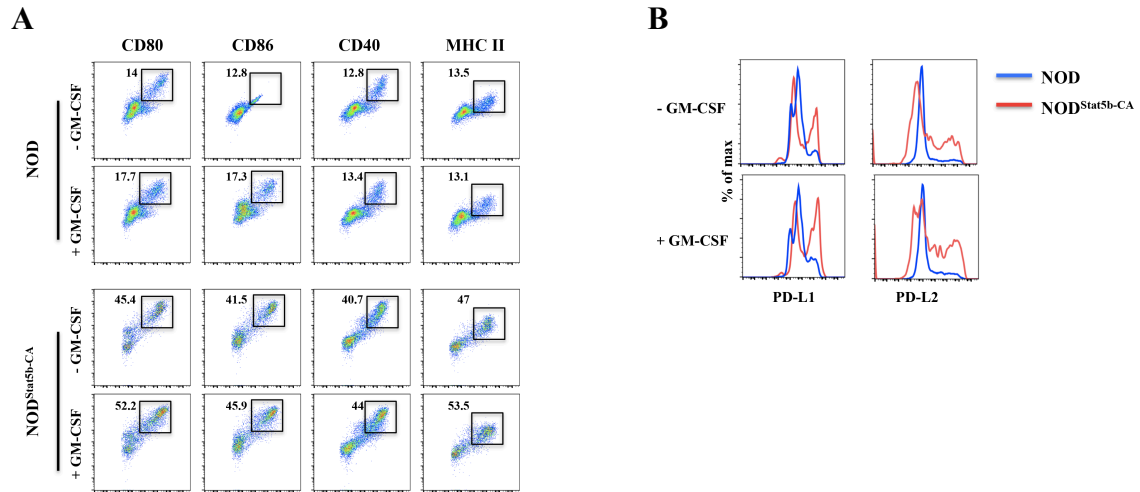 A
CD80 CD86 CD40 MHC II
NOD
- GM-CSF
14 12.8 12.8 13.5
+ GM-CSF
17.7 17.3 13.4 13.1
NODStat5b-CA
- GM-CSF
45.4 41.5 40.7 47
+ GM-CSF
52.2 45.9 44 53.5
B
NOD
NODStat5b-CA
- GM-CSF
+ GM-CSF
% of max
PD-L1 PD-L2